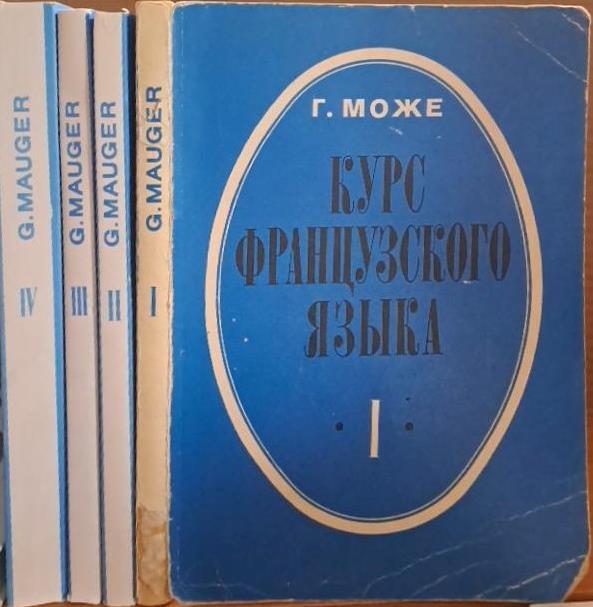 G. MAUGER
IV
G. MAUGER
III
G. MAUGER
II
G. MAUGER
I
Г. МОЖЕ
КУРС
ФРАНЦУЗСКОГО
ЯЗЫКА
· I ·